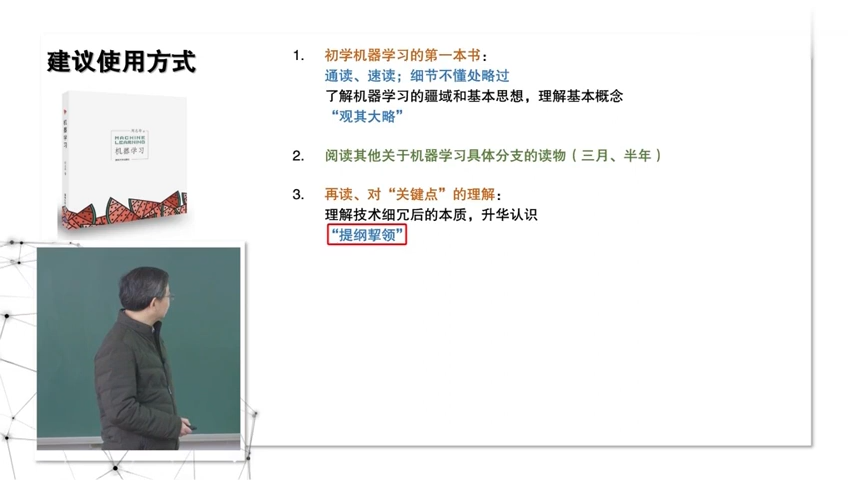 建议使用方式
1. 初学机器学习的第一本书：
通读、速读；细节不懂处略过
了解机器学习的疆域和基本思想，理解基本概念
“观其大略”
2. 阅读其他关于机器学习具体分支的读物（三月、半年）
3. 再读、对“关键点”的理解：
理解技术细冗后的本质，升华认识
“提纲挈领”
机器学习
MACHINE
LEARNING
机器学习